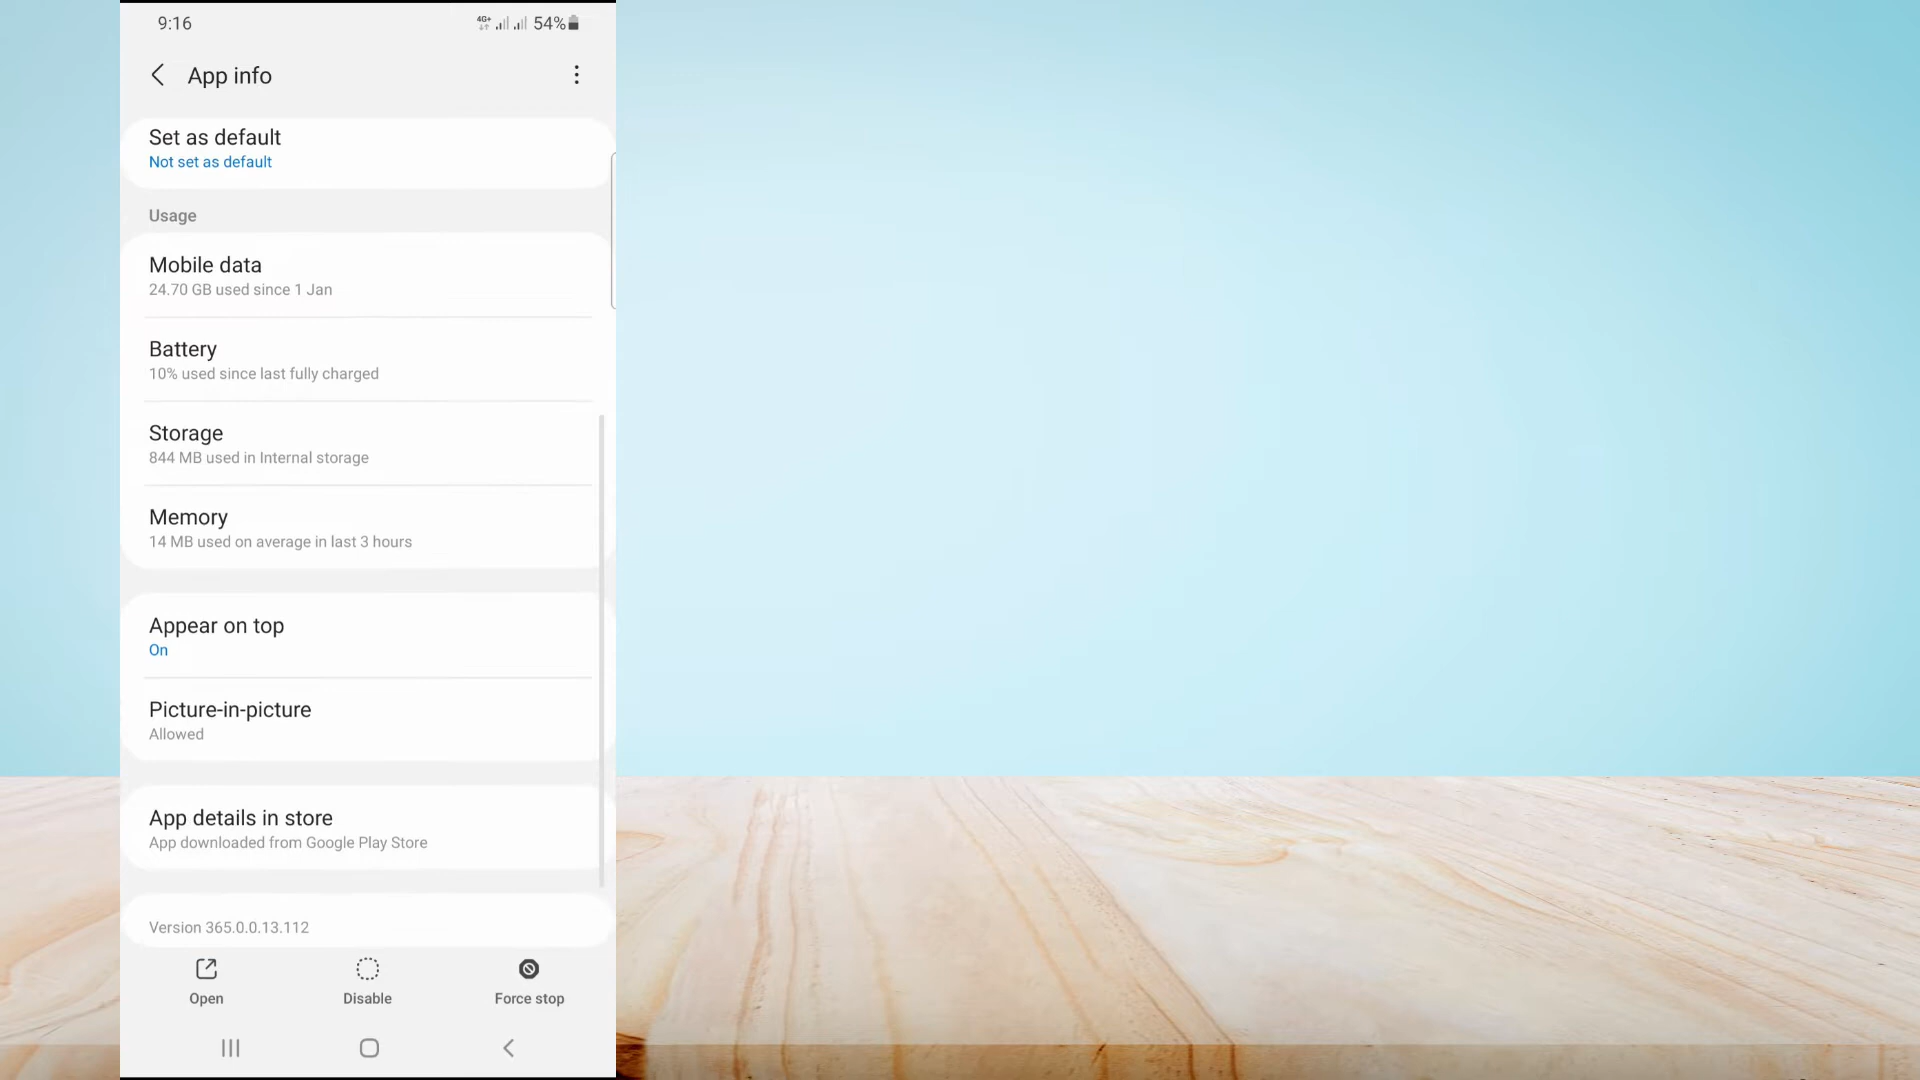 9:16
4G+ 54%
App info
Set as default
Not set as default
Usage
Mobile data
24.70 GB used since 1 Jan
Battery
10% used since last fully charged
Storage
844 MB used in Internal storage
Memory
14 MB used on average in last 3 hours
Appear on top
On
Picture-in-picture
Allowed
App details in store
App downloaded from Google Play Store
Version 365.0.0.13.112
Open
Disable
Force stop